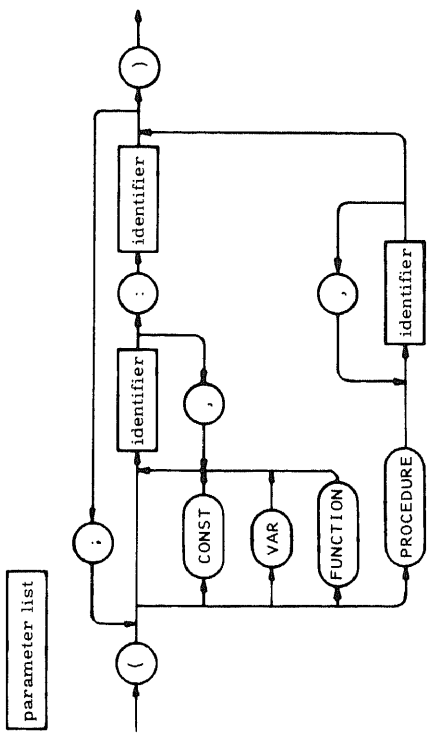 parameter list
;
( identifier : identifier )
CONST ,
VAR
FUNCTION ,
PROCEDURE identifier